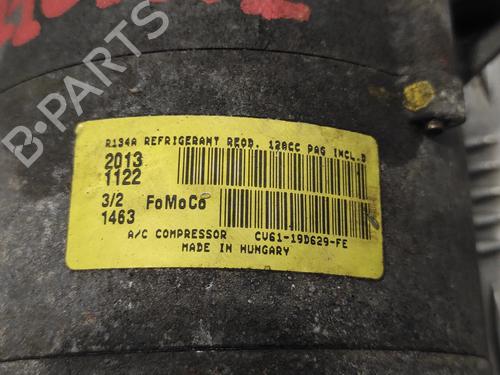 R134A REFRIGERANT REQD. 120CC PAG INCL.D
2013
1122
3/2 FoMoCo
1463
A/C COMPRESSOR CV61-19D629-FE
MADE IN HUNGARY
B-PARTS